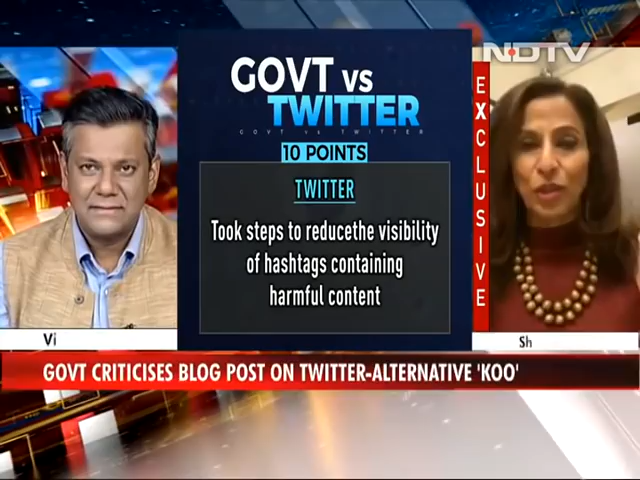 NDTV
GOVT VS
TWITTER
GOVT VS TWITTER
10 POINTS
TWITTER
Took steps to reducethe visibility
of hashtags containing
harmful content
EXCLUSIVE
Vi
Sh
GOVT CRITICISES BLOG POST ON TWITTER-ALTERNATIVE 'KOO'